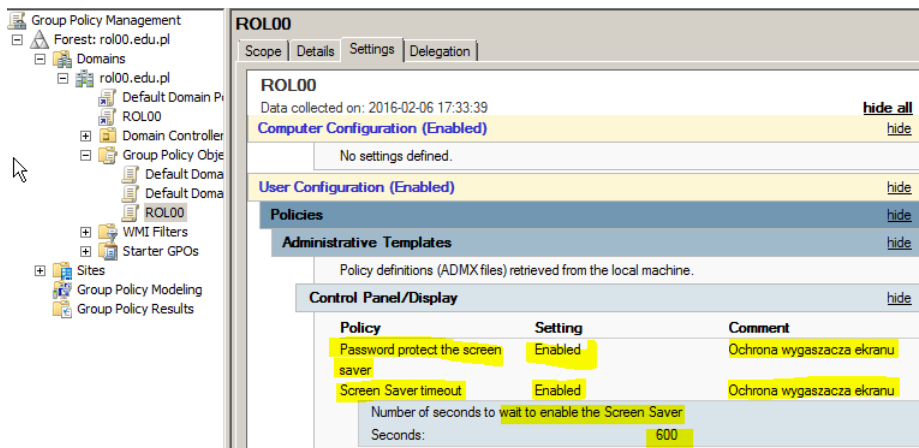 Group Policy Management
Forest: rol00.edu.pl
Domains
rol00.edu.pl
Default Domain P
ROL00
Domain Controller
Group Policy Obje
Default Doma
Default Doma
ROL00
WMI Filters
Starter GPOs
Sites
Group Policy Modeling
Group Policy Results
ROL00
Scope Details Settings Delegation
ROL00
Data collected on: 2016-02-06 17:33:39 hide all
Computer Configuration (Enabled) hide
No settings defined.
User Configuration (Enabled) hide
Policies hide
Administrative Templates hide
Policy definitions (ADMX files) retrieved from the local machine.
Control Panel/Display hide
Policy Setting Comment
Password protect the screen Enabled Ochrona wygaszacza ekranu
saver
Screen Saver timeout Enabled Ochrona wygaszacza ekranu
Number of seconds to wait to enable the Screen Saver
Seconds: 600